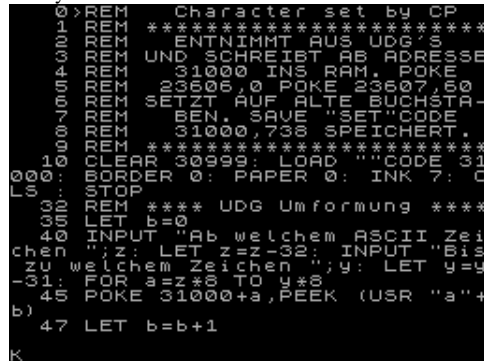 0>REM Character set by CP
1 REM ***********************
2 REM ENTNIMMT AUS UDG'S
3 REM UND SCHREIBT AB ADRESSE
4 REM 31000 INS RAM. POKE
5 REM 23606,0 POKE 23607,60
6 REM SETZT AUF ALTE BUCHSTA-
7 REM BEN. SAVE "SET"CODE
8 REM 31000,738 SPEICHERT.
9 REM ***********************
10 CLEAR 30999: LOAD ""CODE 31
000: BORDER 0: PAPER 0: INK 7: C
LS : STOP
32 REM **** UDG Umformung ****
35 LET b=0
40 INPUT "Ab welchem ASCII Zei
chen ";z: LET z=z-32: INPUT "Bis
zu welchem Zeichen ";y: LET y=y
-31: FOR a=z*8 TO y*8
45 POKE 31000+a,PEEK (USR "a"+
b)
47 LET b=b+1
K